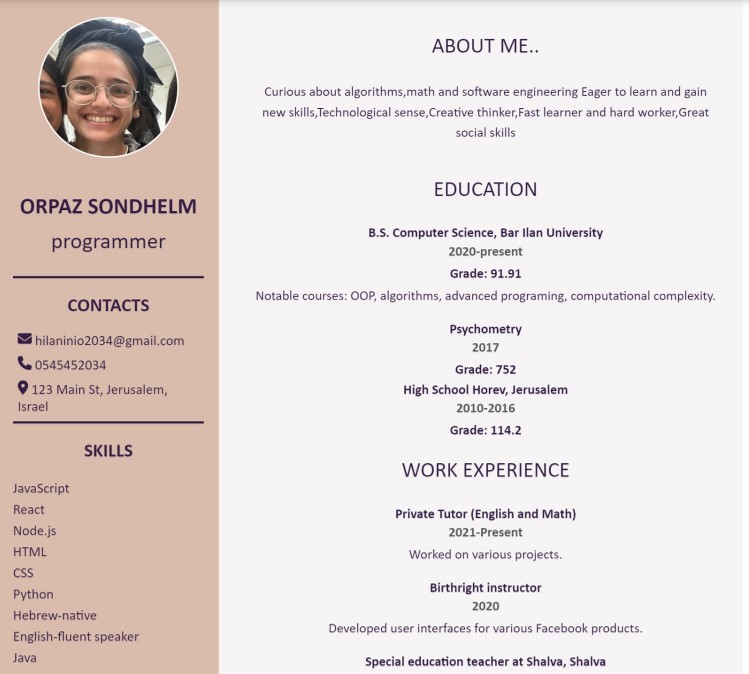 ORPAZ SONDHELM
programmer
CONTACTS
hilaninio2034@gmail.com
0545452034
123 Main St, Jerusalem,
Israel
SKILLS
JavaScript
React
Node.js
HTML
CSS
Python
Hebrew-native
English-fluent speaker
Java
ABOUT ME..
Curious about algorithms,math and software engineering Eager to learn and gain
new skills,Technological sense,Creative thinker,Fast learner and hard worker,Great
social skills
EDUCATION
B.S. Computer Science, Bar Ilan University
2020-present
Grade: 91.91
Notable courses: OOP, algorithms, advanced programing, computational complexity.
Psychometry
2017
Grade: 752
High School Horev, Jerusalem
2010-2016
Grade: 114.2
WORK EXPERIENCE
Private Tutor (English and Math)
2021-Present
Worked on various projects.
Birthright instructor
2020
Developed user interfaces for various Facebook products.
Special education teacher at Shalva, Shalva